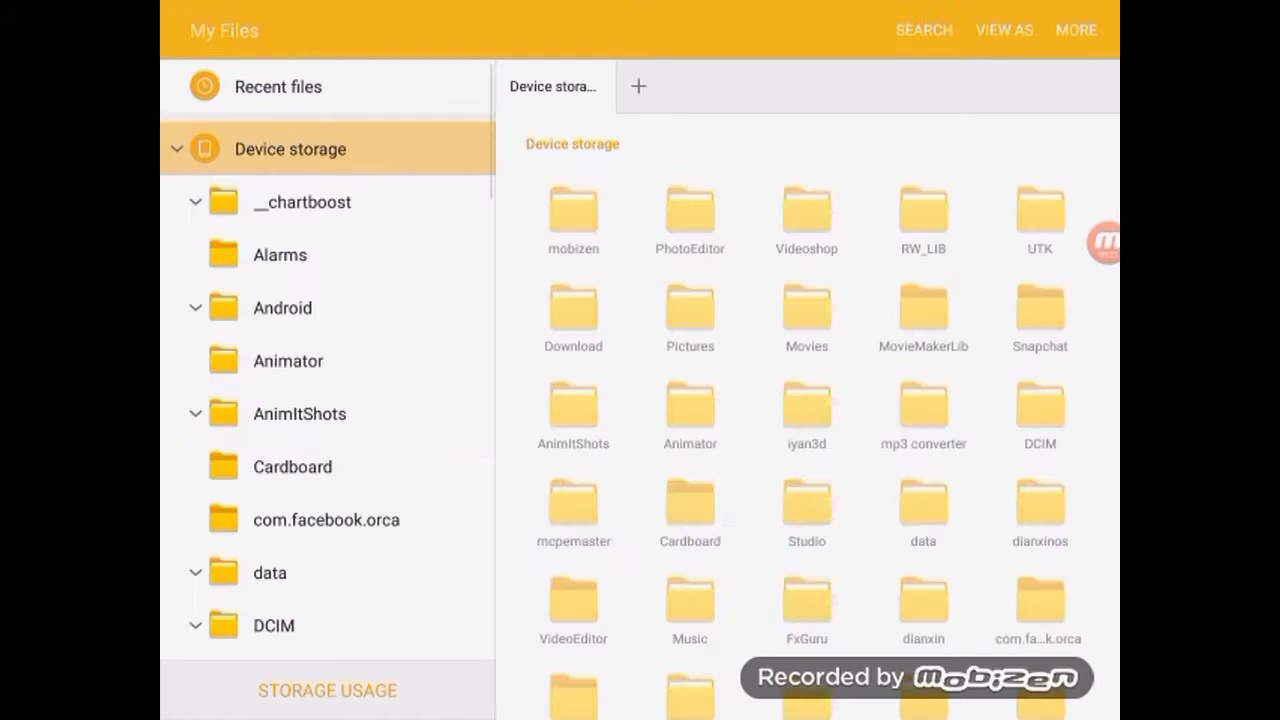 My Files
SEARCH VIEW AS MORE
Recent files
Device storage
__chartboost
Alarms
Android
Animator
AnimItShots
Cardboard
com.facebook.orca
data
DCIM
STORAGE USAGE
Device stora... +
Device storage
mobizen PhotoEditor Videoshop RW_LIB UTK
Download Pictures Movies MovieMakerLib Snapchat
AnimItShots Animator iyan3d mp3 converter DCIM
mcpemaster Cardboard Studio data dianxinos
VideoEditor Music FxGuru dianxin com.fa...k.orca
Recorded by mobizen